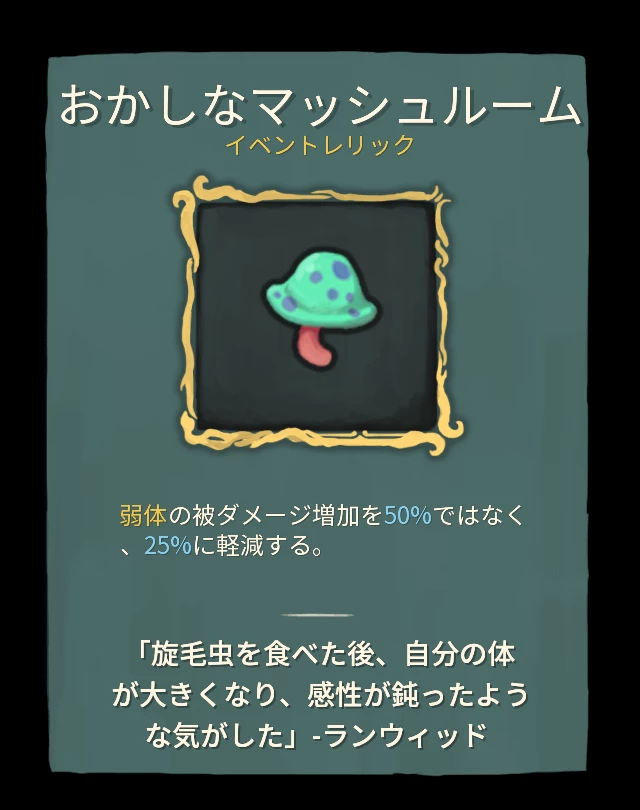 おかしなマッシュルーム
イベントレリック
弱体の被ダメージ増加を50%ではなく
、25%に軽減する。
「旋毛虫を食べた後、自分の体
が大きくなり、感性が鈍ったよう
な気がした」-ランウィッド